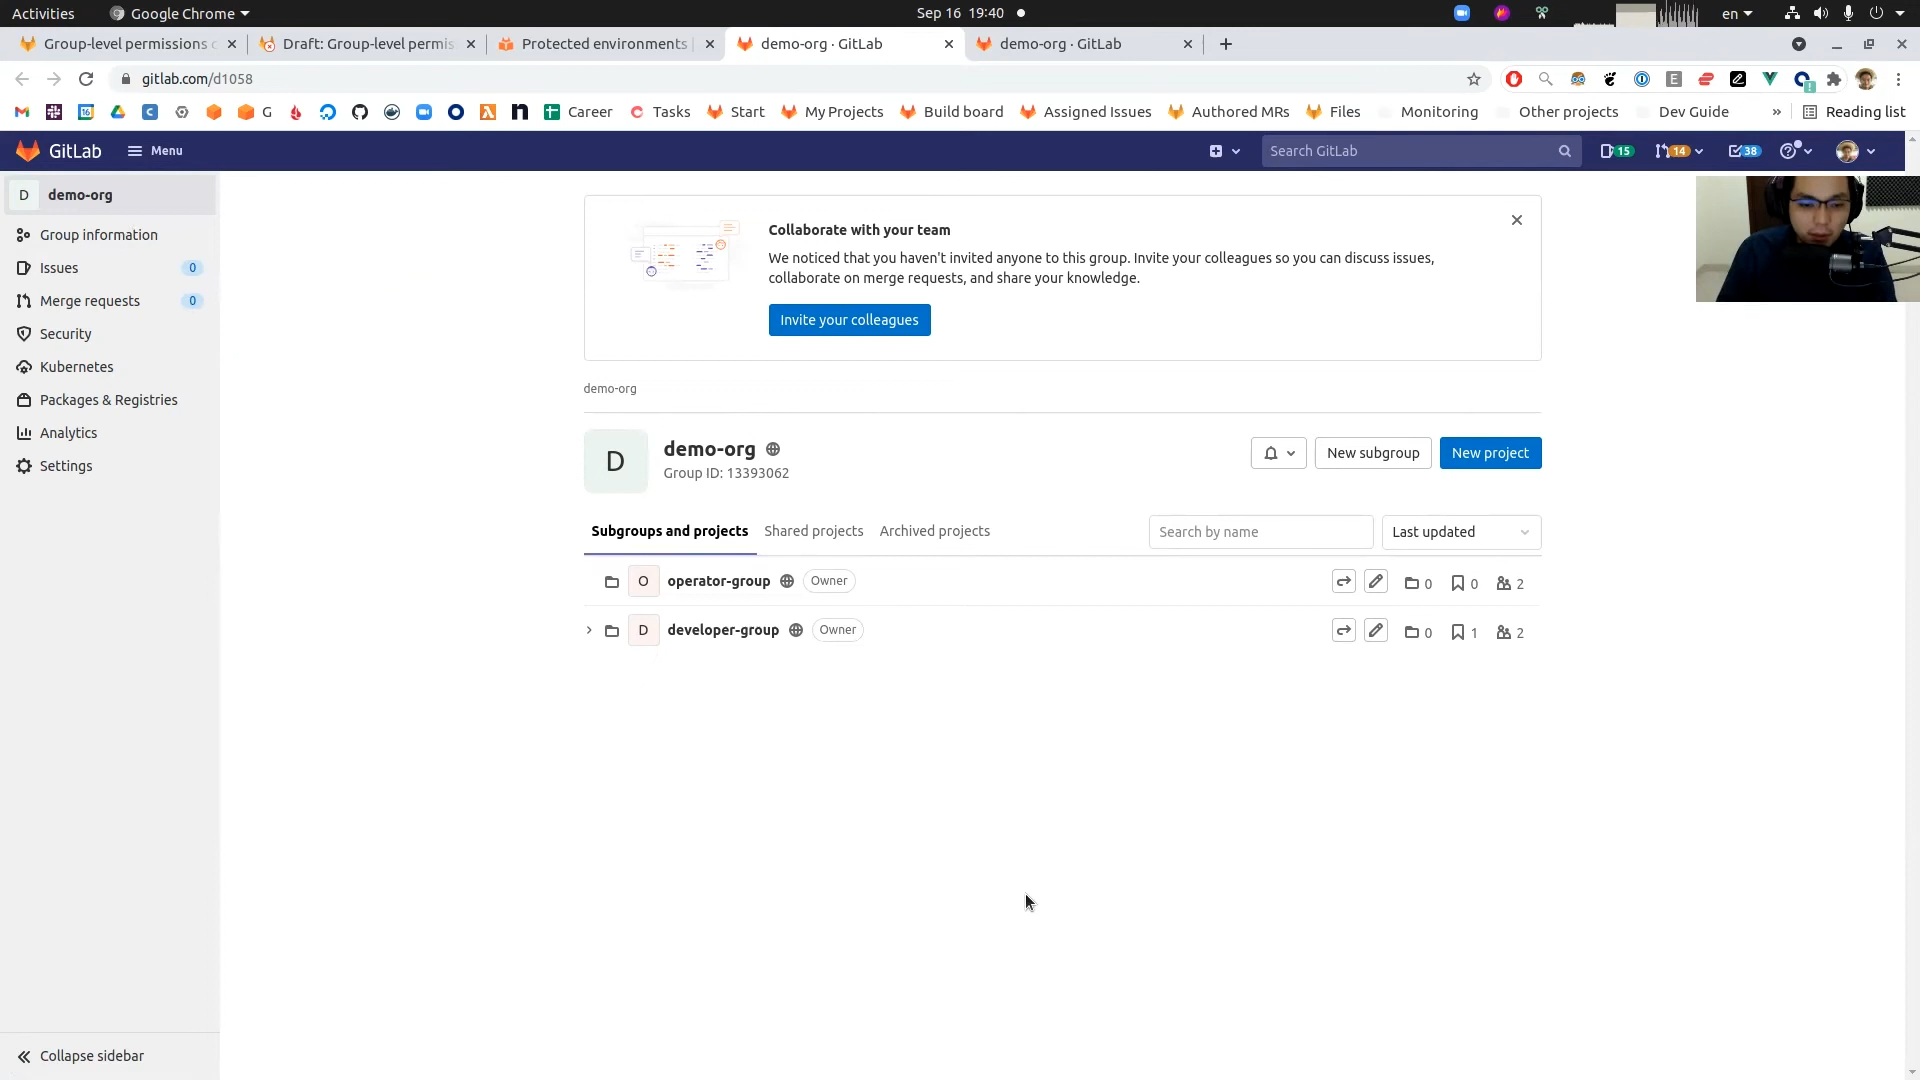 Activities
Google Chrome
Sep 16 19:40
en
Group-level permissions
Draft: Group-level permis
Protected environments
demo-org · GitLab
demo-org · GitLab
gitlab.com/d1058
G
Career
Tasks
Start
My Projects
Build board
Assigned Issues
Authored MRs
Files
Monitoring
Other projects
Dev Guide
»
Reading list
GitLab
Menu
Search GitLab
15
14
38
D demo-org
Group information
Issues 0
Merge requests 0
Security
Kubernetes
Packages & Registries
Analytics
Settings
Collapse sidebar
Collaborate with your team
We noticed that you haven't invited anyone to this group. Invite your colleagues so you can discuss issues,
collaborate on merge requests, and share your knowledge.
Invite your colleagues
demo-org
D
demo-org
Group ID: 13393062
New subgroup
New project
Subgroups and projects
Shared projects
Archived projects
Search by name
Last updated
O operator-group Owner 0 0 2
D developer-group Owner 0 1 2